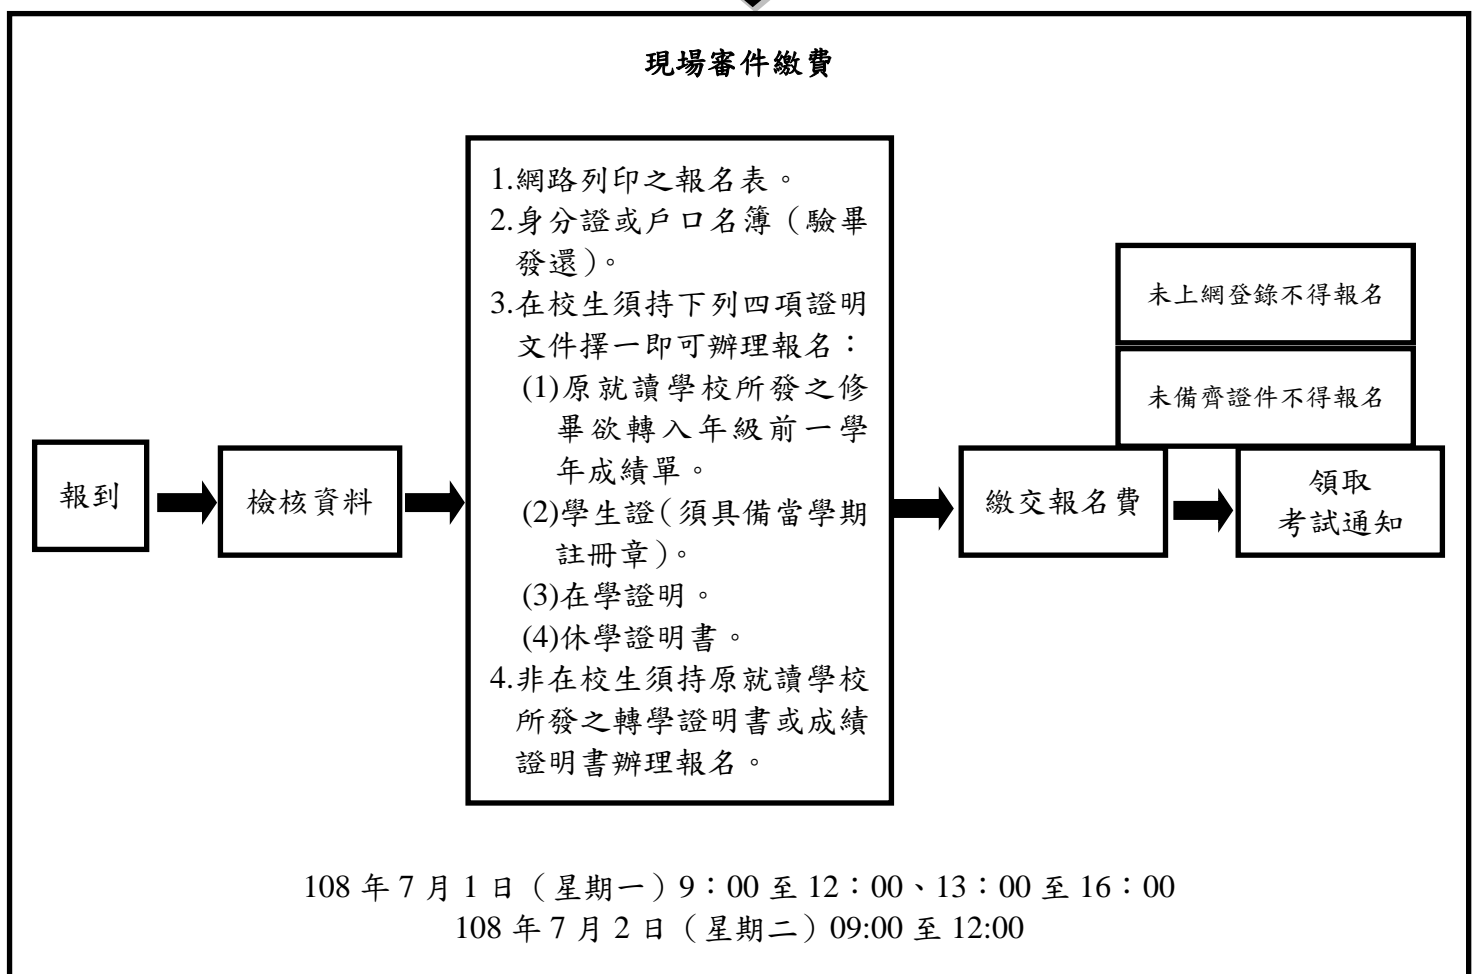 現場審件繳費
報到
檢核資料
1.網路列印之報名表。
2.身分證或戶口名簿（驗畢
發還）。
3.在校生須持下列四項證明
文件擇一即可辦理報名：
(1)原就讀學校所發之修
畢欲轉入年級前一學
年成績單。
(2)學生證（須具備當學期
註冊章）。
(3)在學證明。
(4)休學證明書。
4.非在校生須持原就讀學校
所發之轉學證明書或成績
證明書辦理報名。
未上網登錄不得報名
未備齊證件不得報名
繳交報名費
領取
考試通知
108 年 7 月 1 日（星期一）9：00 至 12：00、13：00 至 16：00
108 年 7 月 2 日（星期二）09:00 至 12:00